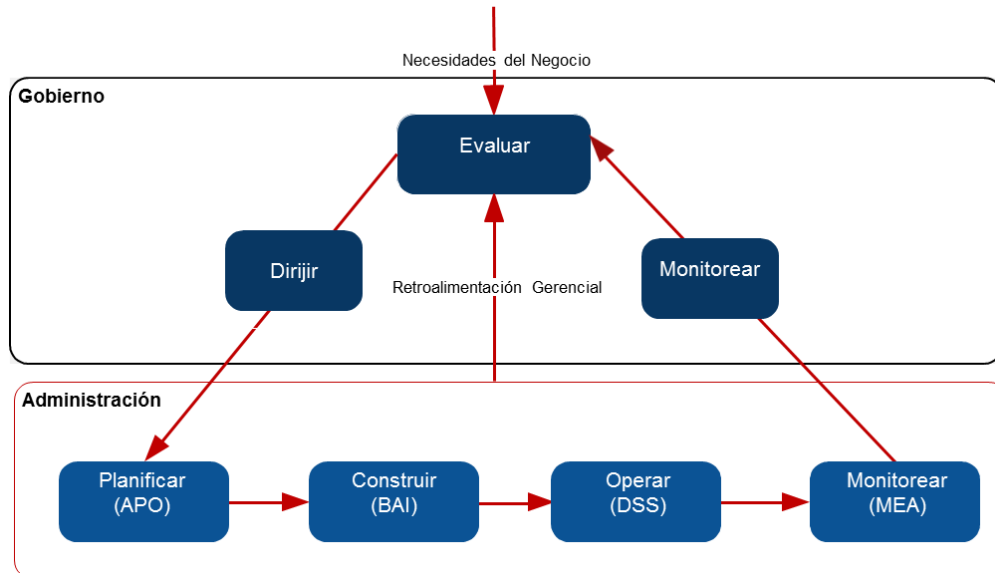 Necesidades del Negocio
Gobierno
Evaluar
Dirijir
Monitorear
Retroalimentación Gerencial
Administración
Planificar
(APO)
Construir
(BAI)
Operar
(DSS)
Monitorear
(MEA)